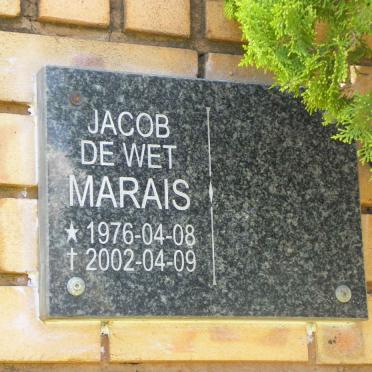 JACOB
DE WET
MARAIS
★ 1976-04-08
† 2002-04-09